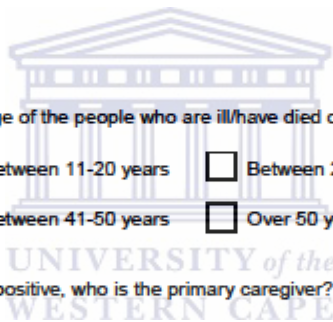 ge of the people who are ill/have died o
etween 11-20 years Between 2
etween 41-50 years Over 50 y
UNIVERSITY of the
positive, who is the primary caregiver?
WESTERN CAPE